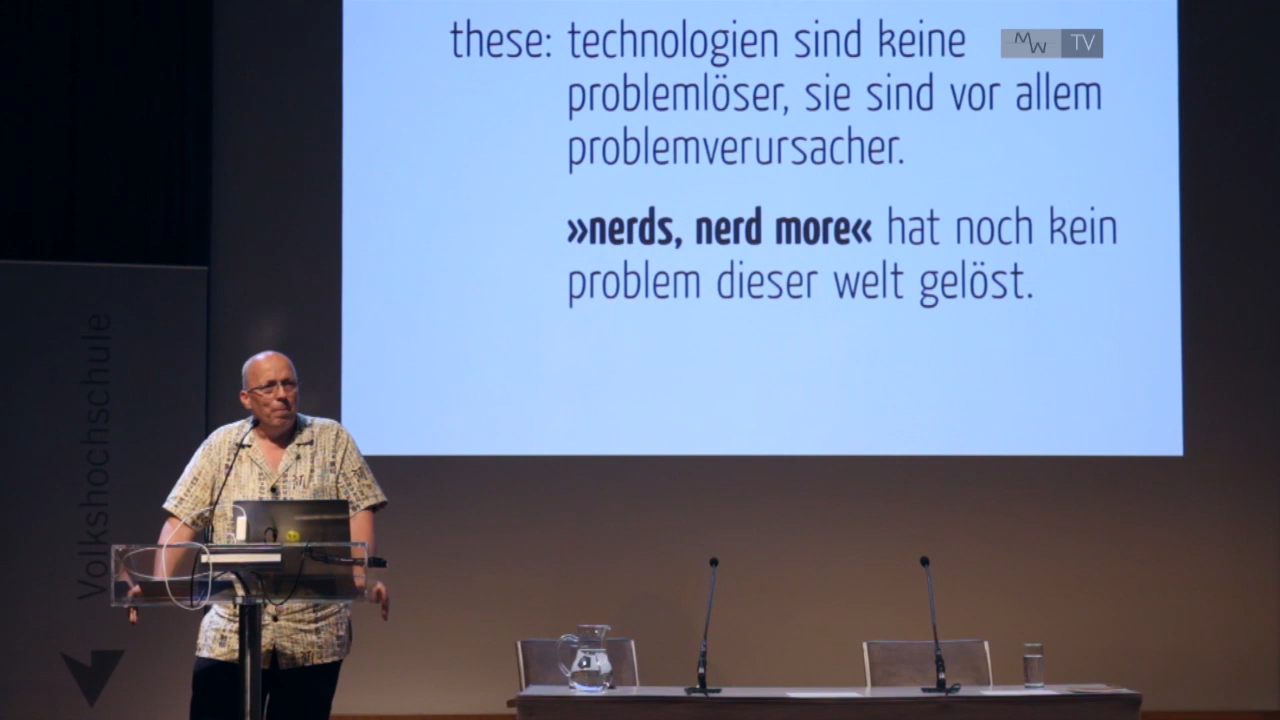 these: technologien sind keine
problemlöser, sie sind vor allem
problemverursacher.
»nerds, nerd more« hat noch kein
problem dieser welt gelöst.
MW TV
Volkshochschule